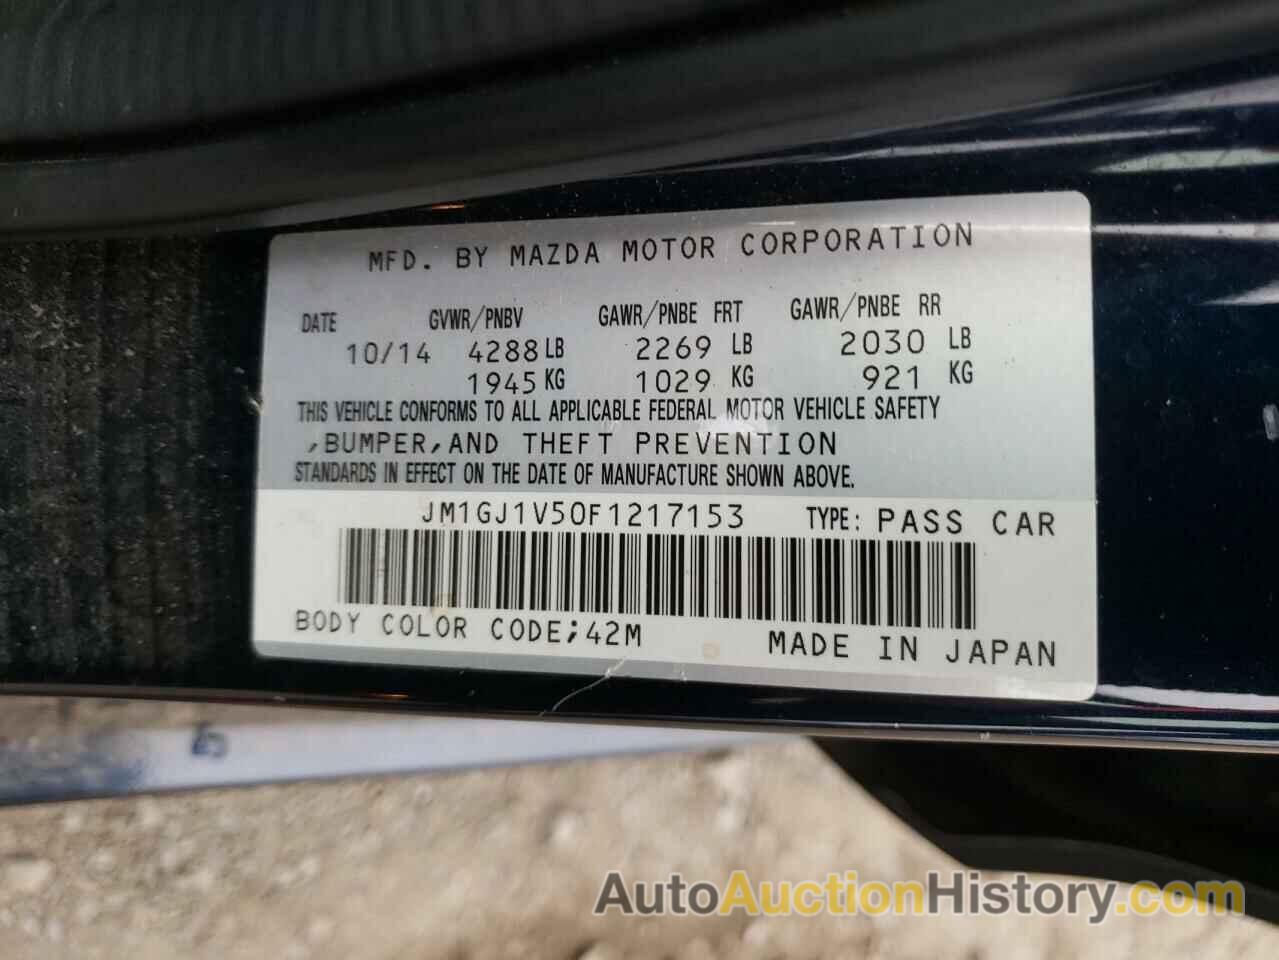 MFD. BY MAZDA MOTOR CORPORATION
DATE GVWR/PNBV GAWR/PNBE FRT GAWR/PNBE RR
10/14 4288 LB 2269 LB 2030 LB
1945 KG 1029 KG 921 KG
THIS VEHICLE CONFORMS TO ALL APPLICABLE FEDERAL MOTOR VEHICLE SAFETY
,BUMPER,AND THEFT PREVENTION
STANDARDS IN EFFECT ON THE DATE OF MANUFACTURE SHOWN ABOVE.
JM1GJ1V50F1217153 TYPE: PASS CAR
BODY COLOR CODE;42M MADE IN JAPAN
AutoAuctionHistory.com